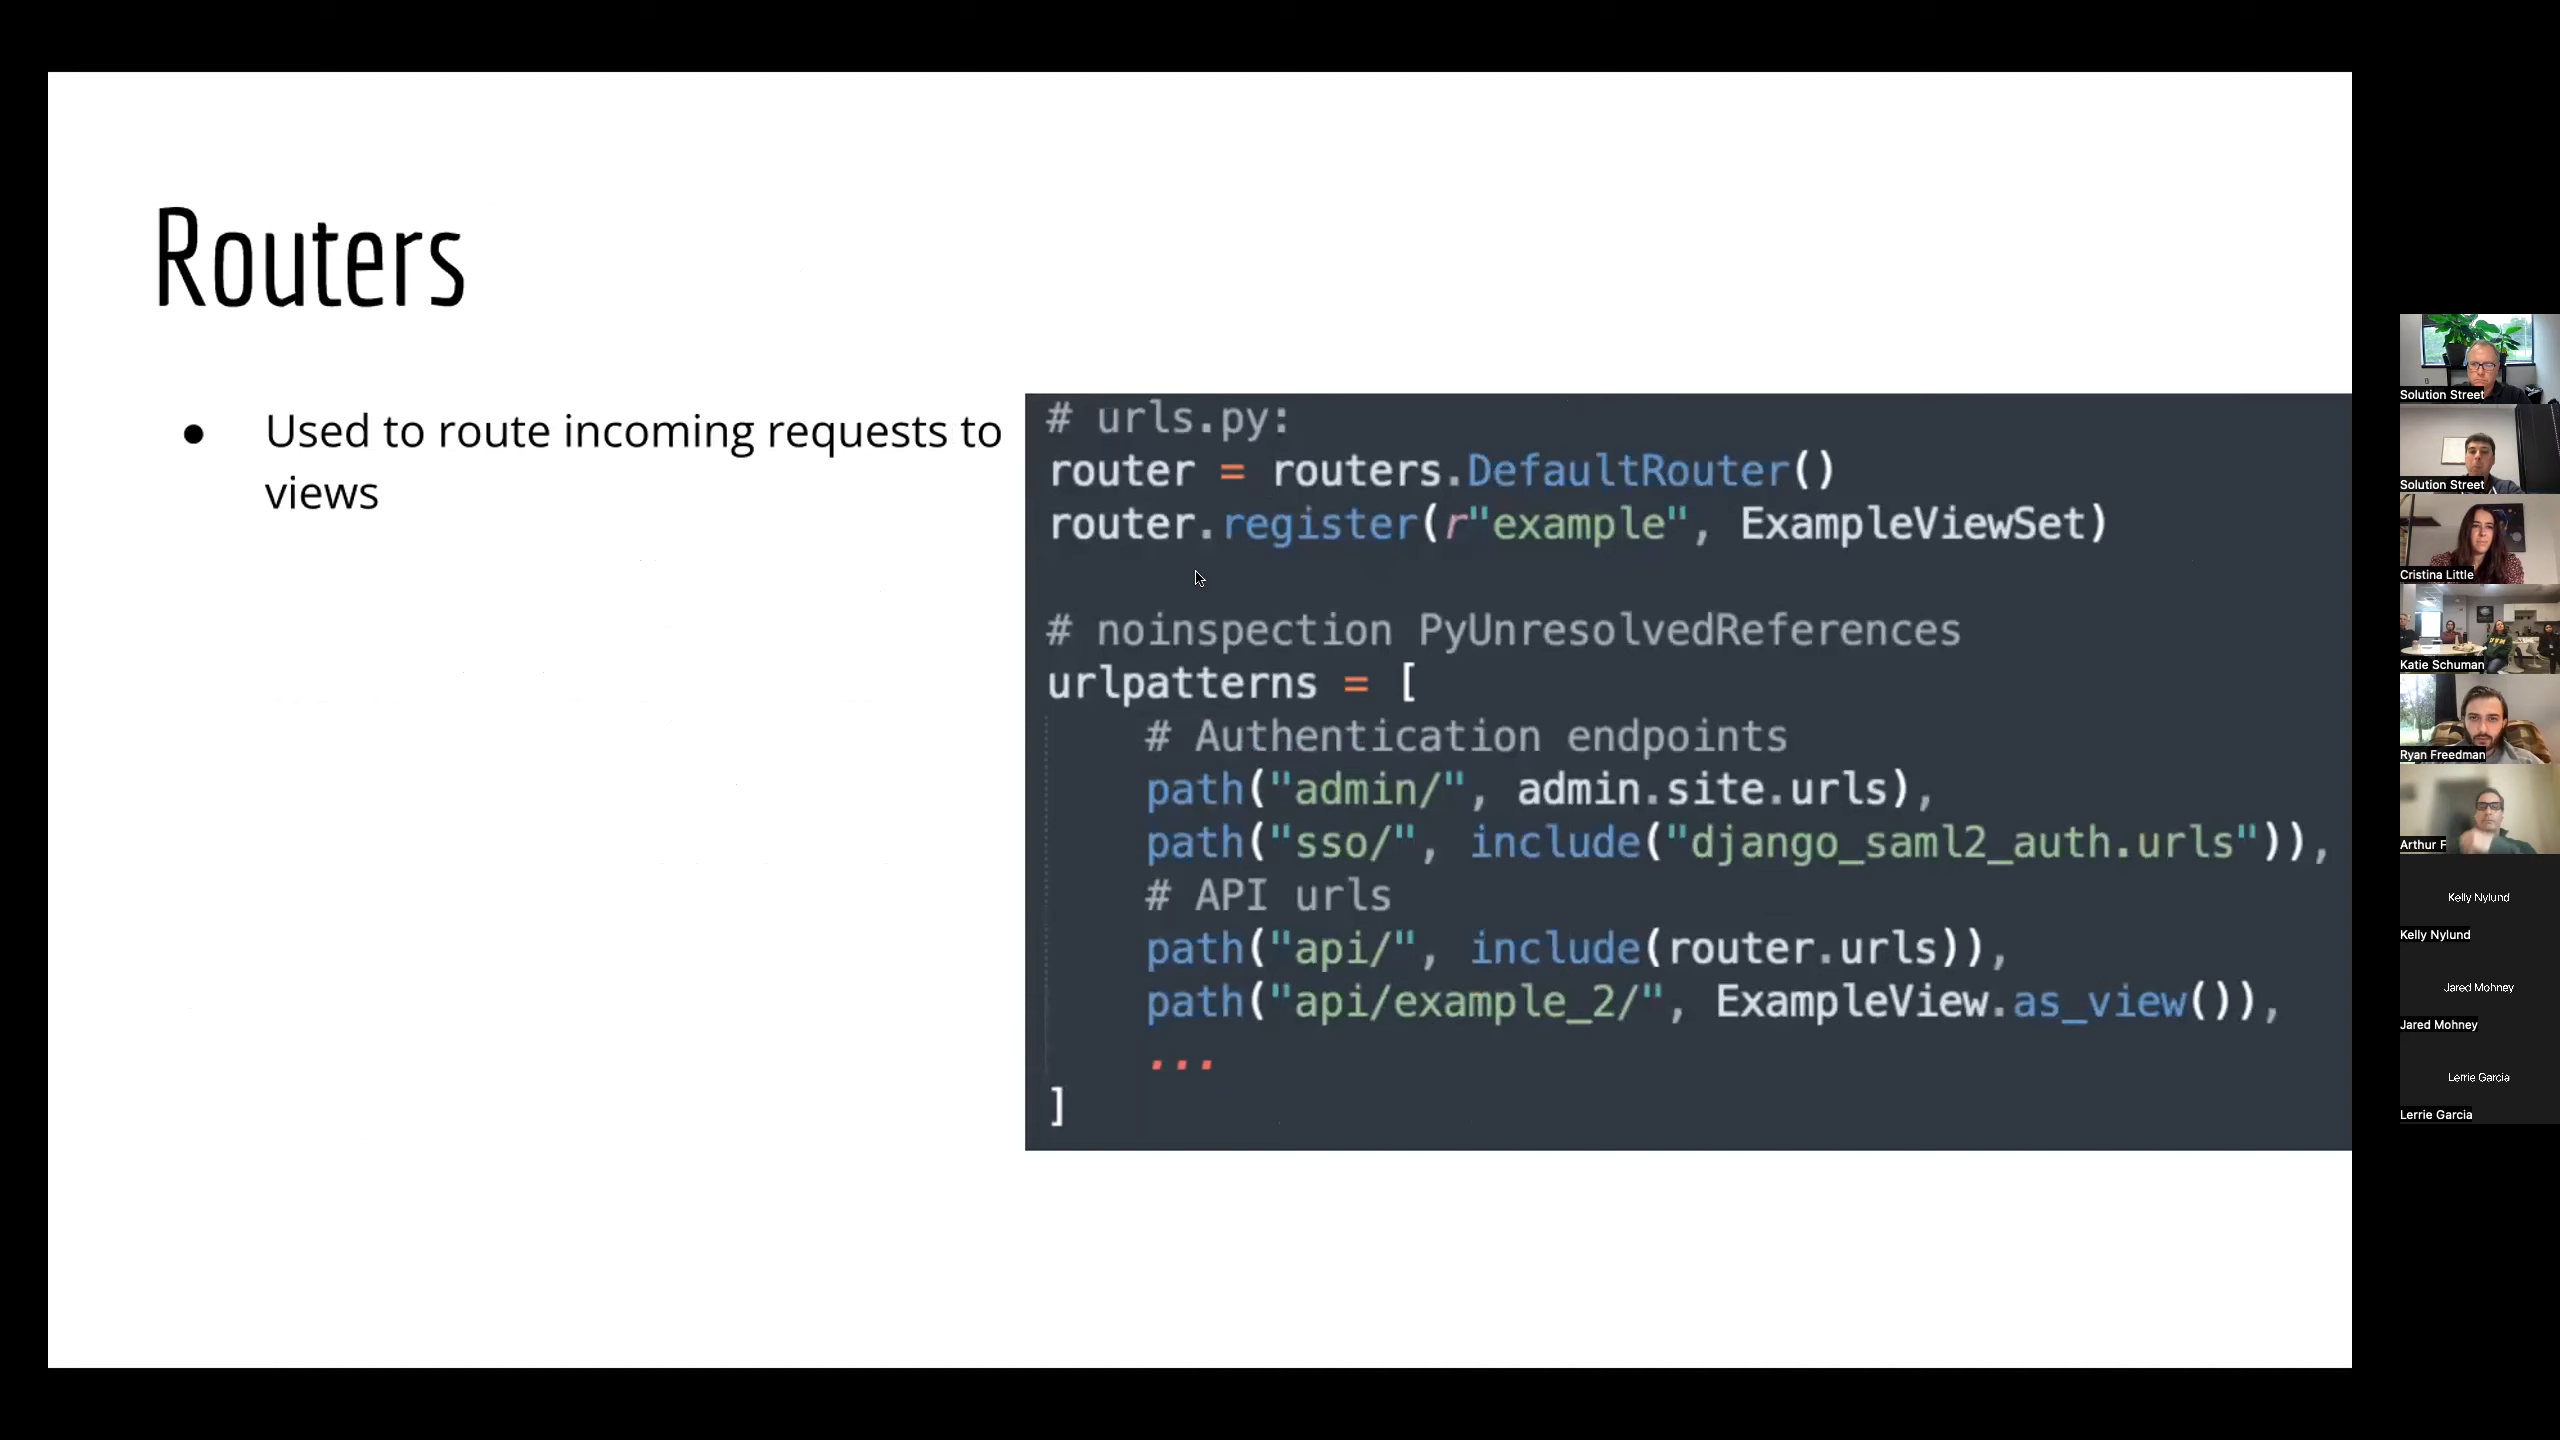 Routers
● Used to route incoming requests to
views
# urls.py:
router = routers.DefaultRouter()
router.register(r"example", ExampleViewSet)
# noinspection PyUnresolvedReferences
urlpatterns = [
# Authentication endpoints
path("admin/", admin.site.urls),
path("sso/", include("django_saml2_auth.urls")),
# API urls
path("api/", include(router.urls)),
path("api/example_2/", ExampleView.as_view()),
...
]
Solution Street
Solution Street
Cristina Little
Katie Schuman
Ryan Freedman
Arthur F
Kelly Nylund
Kelly Nylund
Jared Mohney
Jared Mohney
Lerrie Garcia
Lerrie Garcia